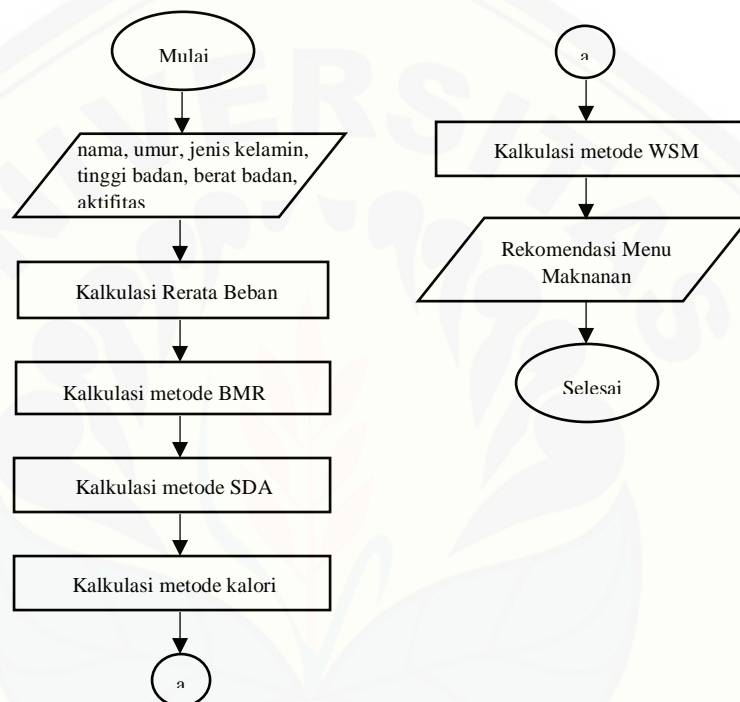 Mulai
nama, umur, jenis kelamin,
tinggi badan, berat badan,
aktifitas
Kalkulasi Rerata Beban
Kalkulasi metode BMR
Kalkulasi metode SDA
Kalkulasi metode kalori
a
a
Kalkulasi metode WSM
Rekomendasi Menu
Maknanan
Selesai
UNIVERSITAS